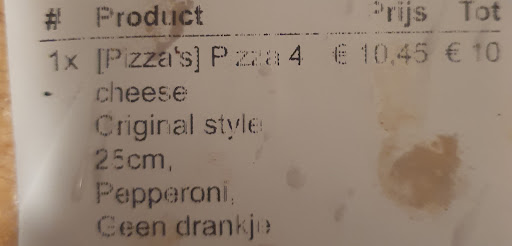 # Product Prijs Tot
1x [Pizza's] Pizza 4 € 10,45 € 10
cheese
Original style
25cm,
Pepperoni,
Geen drankje